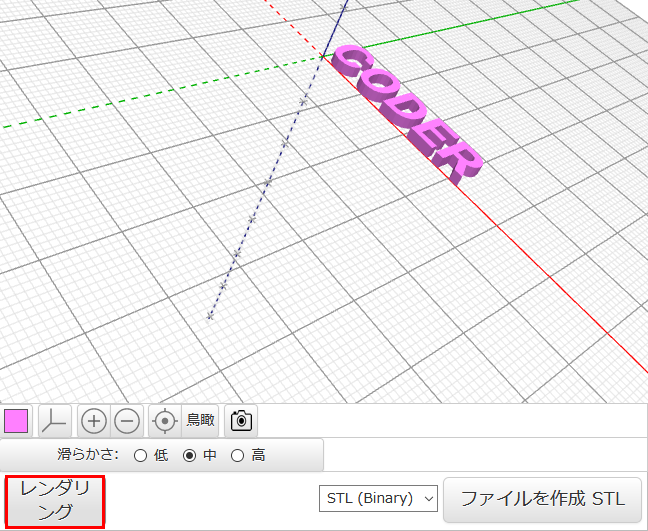 CODER
鳥瞰
滑らかさ: 低 中 高
レンダリ
ング
STL (Binary)
ファイルを作成 STL